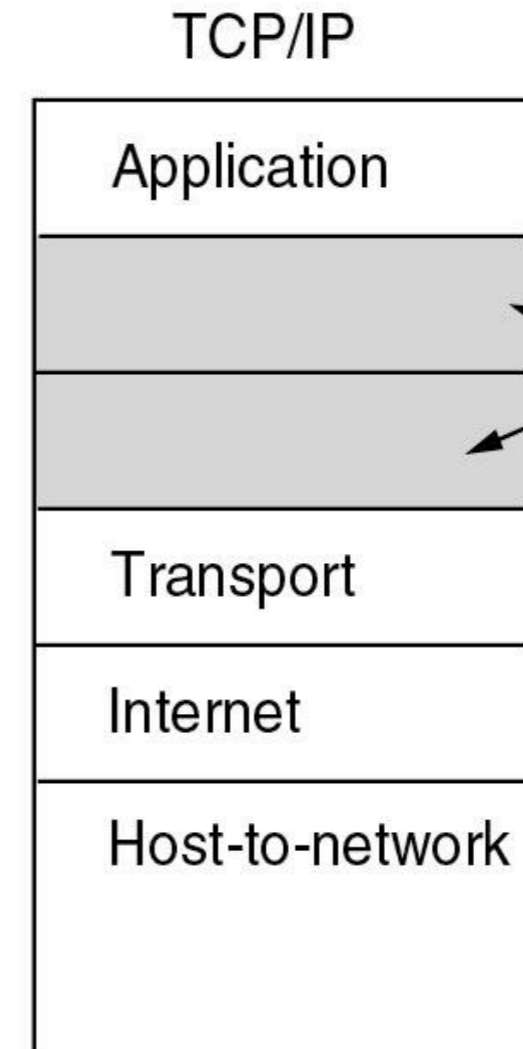 TCP/IP
Application
Transport
Internet
Host-to-network